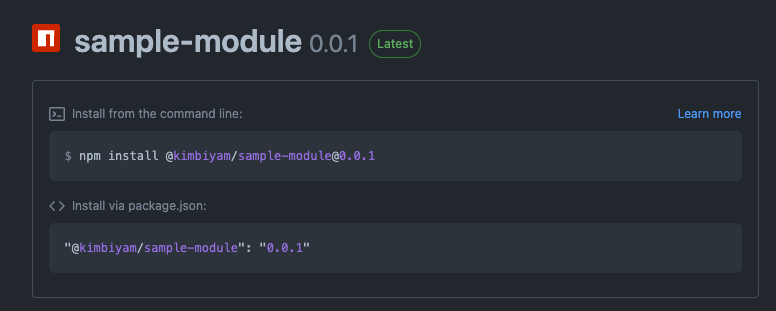 sample-module 0.0.1 Latest
Install from the command line:
Learn more
$ npm install @kimbiyam/sample-module@0.0.1
Install via package.json:
"@kimbiyam/sample-module": "0.0.1"